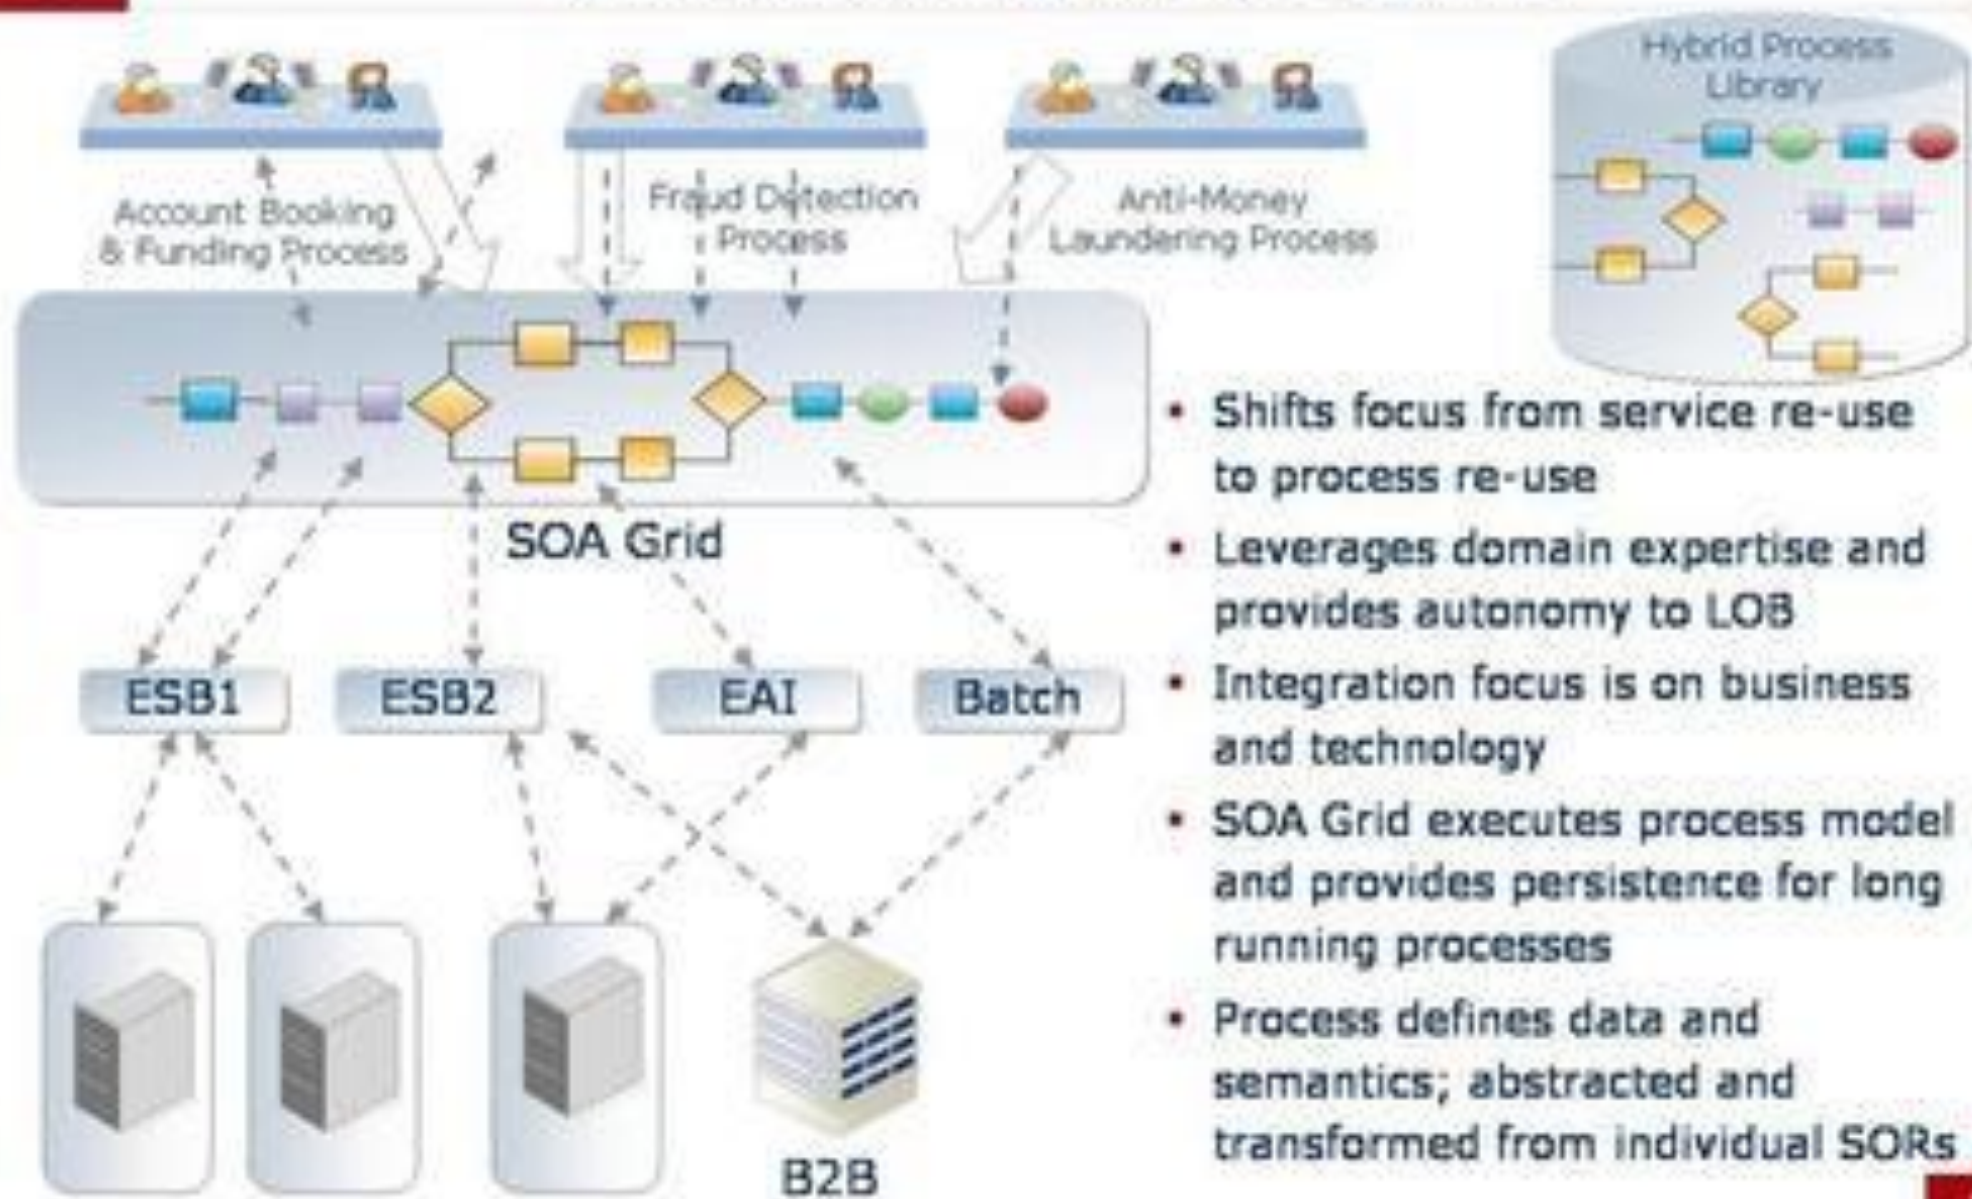 Hybrid Process
Library
Account Booking
& Funding Process
Fraud Detection
Process
Anti-Money
Laundering Process
SOA Grid
ESB1
ESB2
EAI
Batch
B2B
• Shifts focus from service re-use
to process re-use
• Leverages domain expertise and
provides autonomy to LOB
• Integration focus is on business
and technology
• SOA Grid executes process model
and provides persistence for long
running processes
• Process defines data and
semantics; abstracted and
transformed from individual SORs